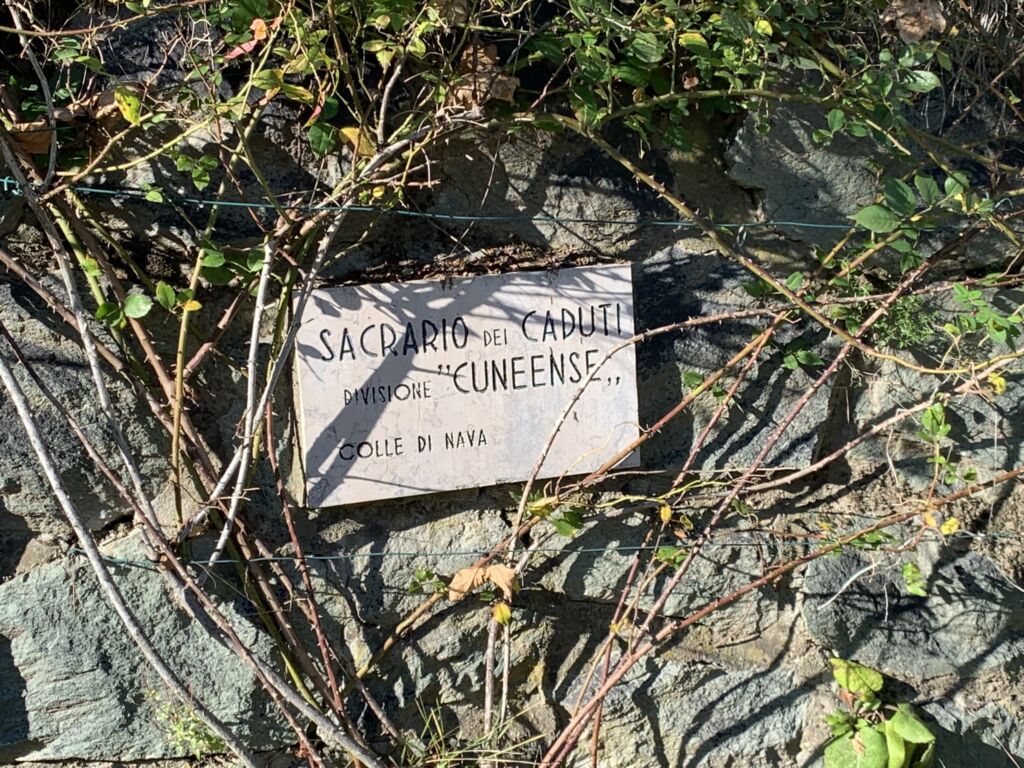 SACRARIO DEI CADUTI
DIVISIONE "CUNEENSE„
COLLE DI NAVA